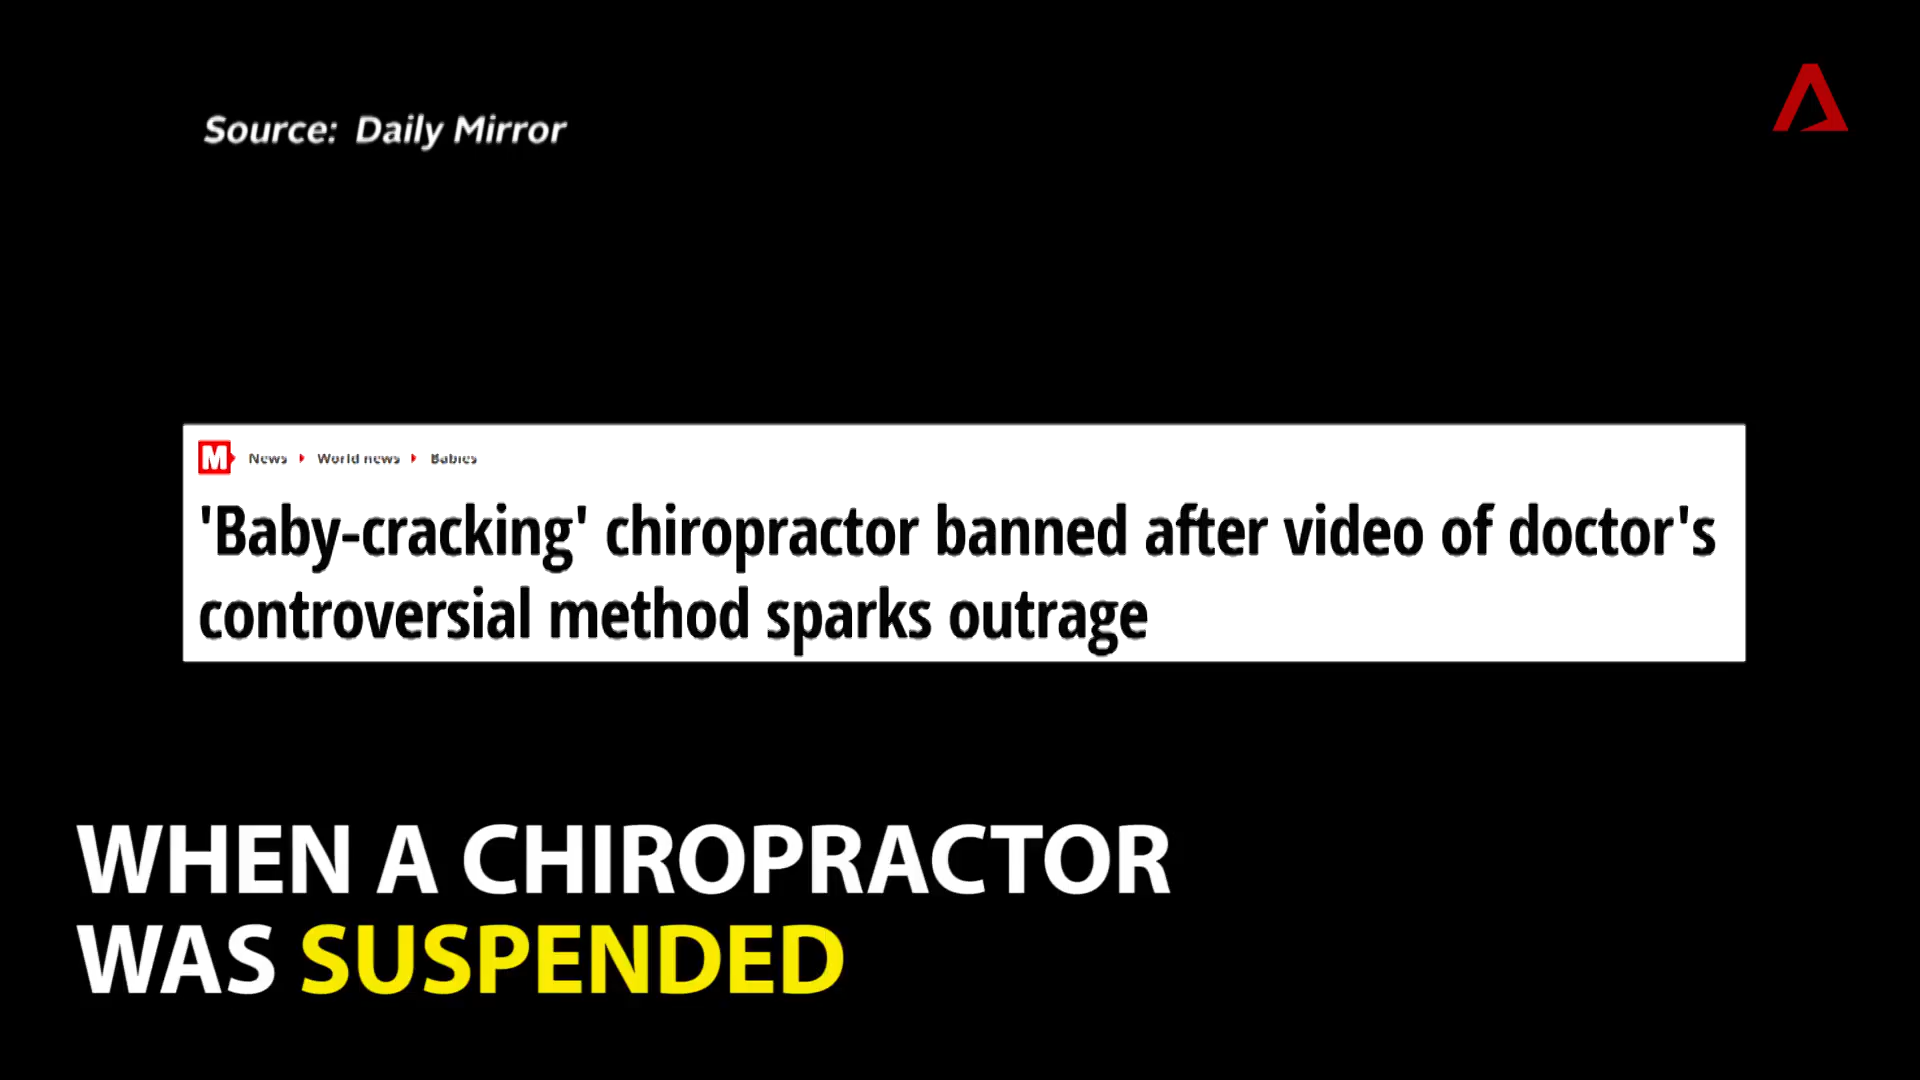 Source: Daily Mirror
M News World news Babies
'Baby-cracking' chiropractor banned after video of doctor's
controversial method sparks outrage
WHEN A CHIROPRACTOR
WAS SUSPENDED